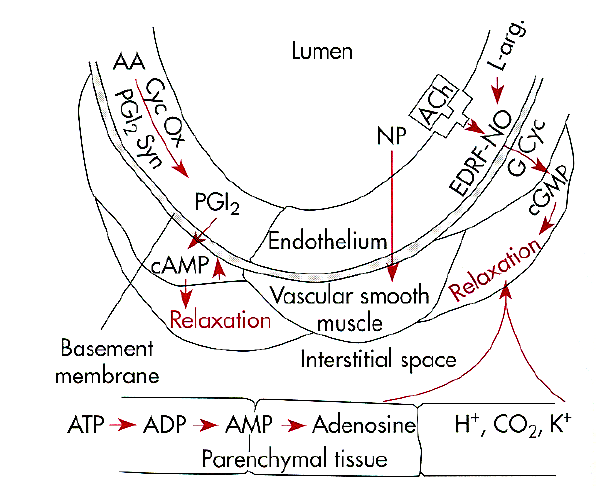 Lumen
AA
Cyc Ox
PGI₂ Syn
PGI₂
cAMP
Relaxation
Basement
membrane
Endothelium
NP
Vascular smooth
muscle
Interstitial space
ACh
L-arg.
EDRF-NO
G Cyc
cGMP
Relaxation
ATP ADP AMP Adenosine
Parenchymal tissue
H⁺, CO₂, K⁺